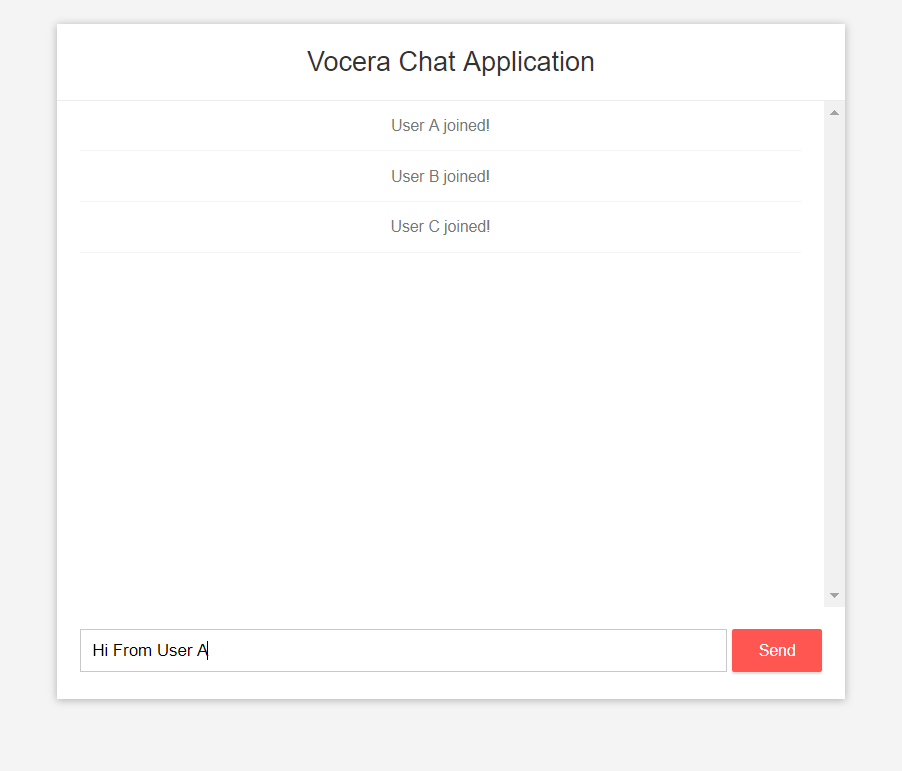 Vocera Chat Application
User A joined!
User B joined!
User C joined!
Hi From User A
Send